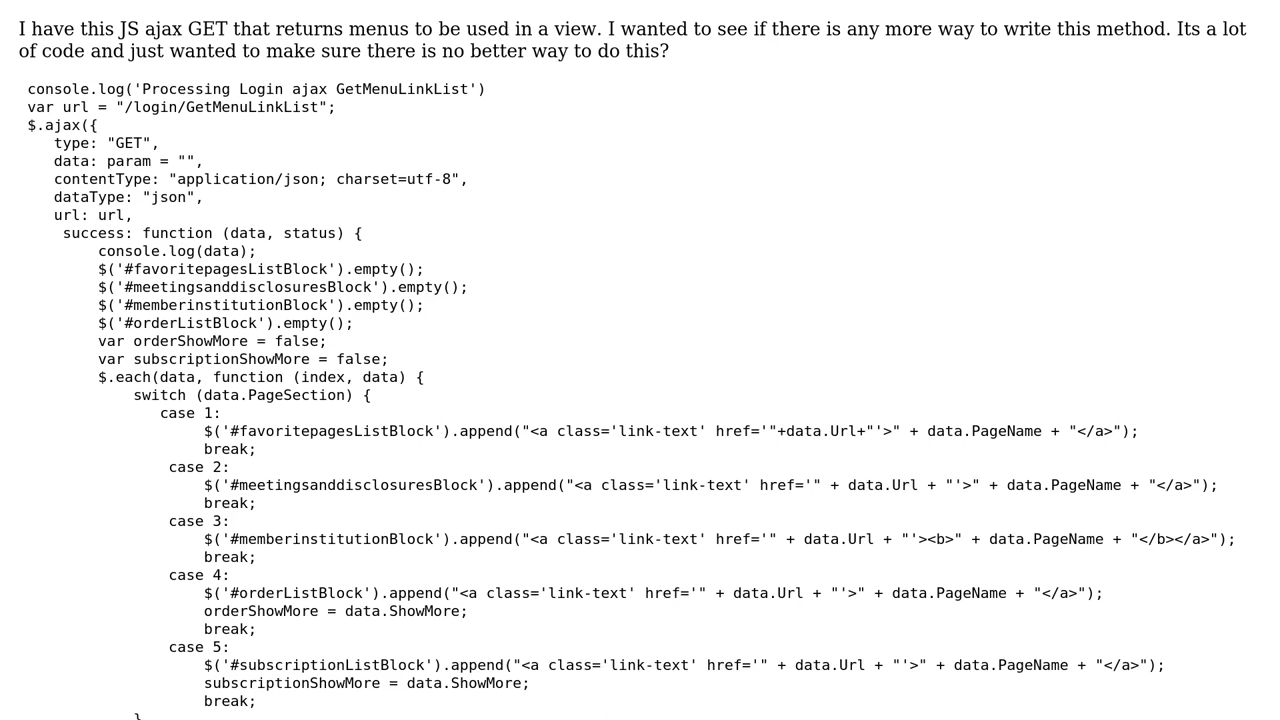 I have this JS ajax GET that returns menus to be used in a view. I wanted to see if there is any more way to write this method. Its a lot
of code and just wanted to make sure there is no better way to do this?
console.log('Processing Login ajax GetMenuLinkList')
var url = "/login/GetMenuLinkList";
$.ajax({
type: "GET",
data: param = "",
contentType: "application/json; charset=utf-8",
dataType: "json",
url: url,
success: function (data, status) {
console.log(data);
$('#favoritepagesListBlock').empty();
$('#meetingsanddisclosuresBlock').empty();
$('#memberinstitutionBlock').empty();
$('#orderListBlock').empty();
var orderShowMore = false;
var subscriptionShowMore = false;
$.each(data, function (index, data) {
switch (data.PageSection) {
case 1:
$('#favoritepagesListBlock').append("<a class='link-text' href='"+data.Url+"'>" + data.PageName + "</a>");
break;
case 2:
$('#meetingsanddisclosuresBlock').append("<a class='link-text' href='" + data.Url + "'>" + data.PageName + "</a>");
break;
case 3:
$('#memberinstitutionBlock').append("<a class='link-text' href='" + data.Url + "'><b>" + data.PageName + "</b></a>");
break;
case 4:
$('#orderListBlock').append("<a class='link-text' href='" + data.Url + "'>" + data.PageName + "</a>");
orderShowMore = data.ShowMore;
break;
case 5:
$('#subscriptionListBlock').append("<a class='link-text' href='" + data.Url + "'>" + data.PageName + "</a>");
subscriptionShowMore = data.ShowMore;
break;
}